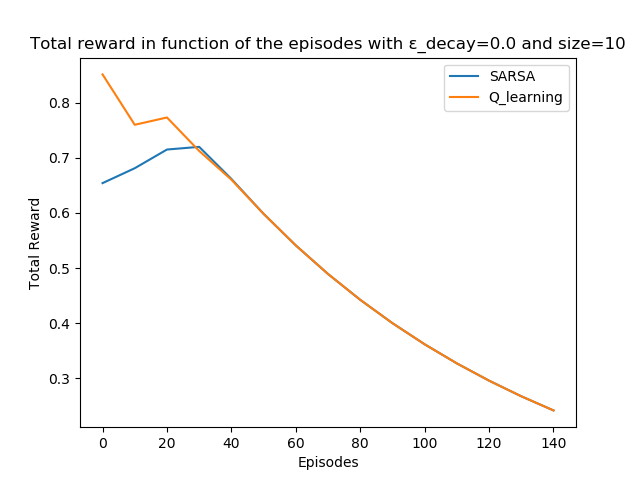 Total reward in function of the episodes with ε_decay=0.0 and size=10
SARSA
Q_learning
0.8
0.7
0.6
0.5
0.4
0.3
Total Reward
0 20 40 60 80 100 120 140
Episodes